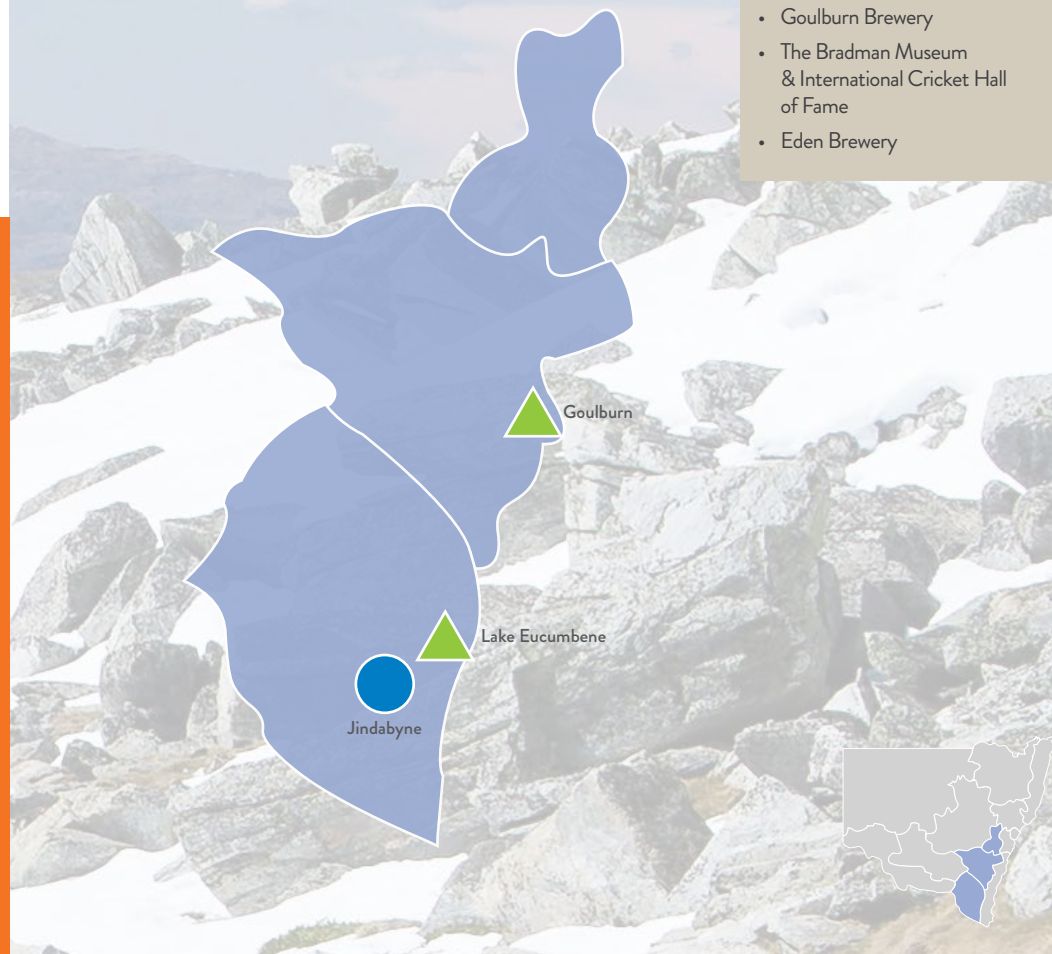 • Goulburn Brewery
• The Bradman Museum
& International Cricket Hall
of Fame
• Eden Brewery
Goulburn
Lake Eucumbene
Jindabyne